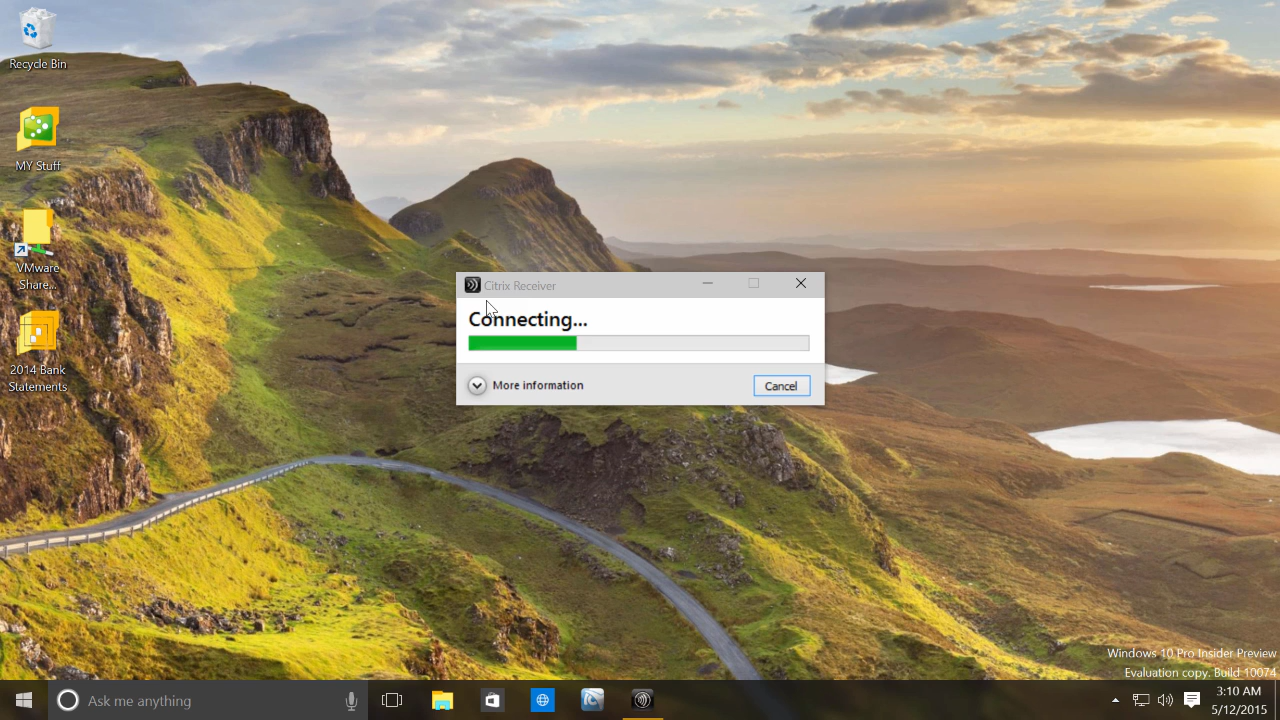 Recycle Bin
MY Stuff
VMware
Share...
2014 Bank
Statements
Citrix Receiver
Connecting...
More information
Cancel
Windows 10 Pro Insider Preview
Evaluation copy. Build 10074
Ask me anything
3:10 AM
5/12/2015